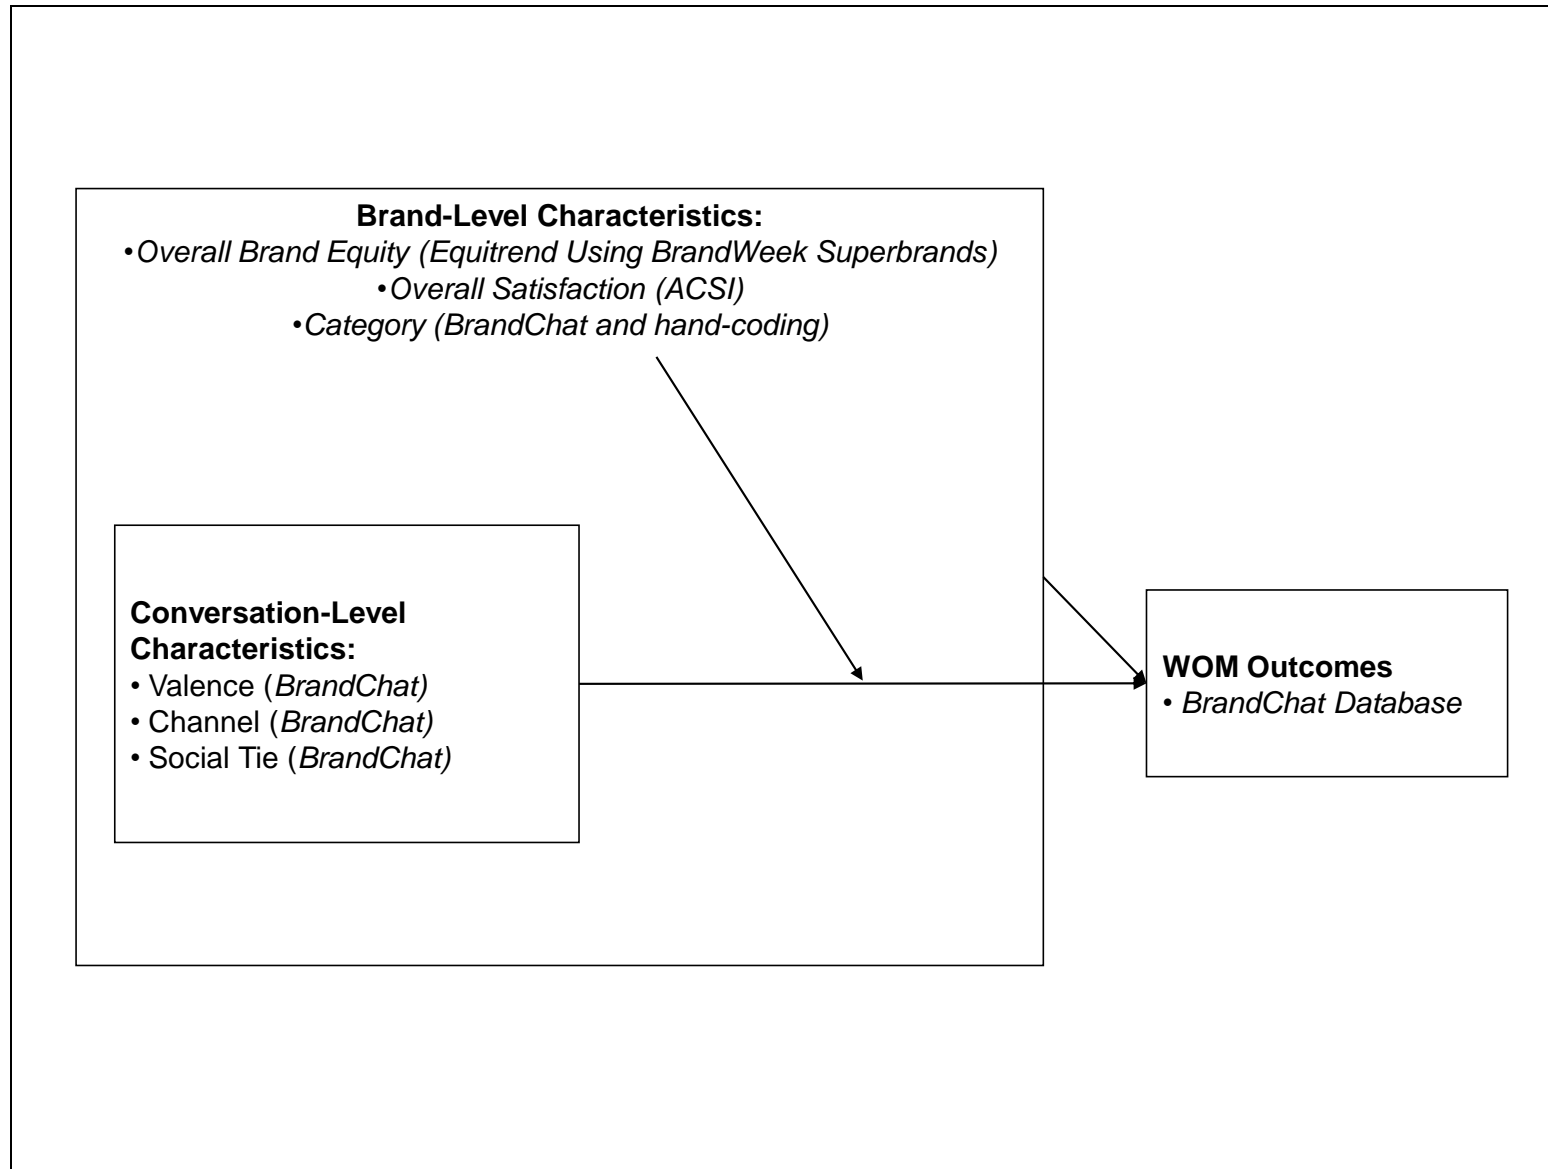 Brand-Level Characteristics:
•Overall Brand Equity (Equitrend Using BrandWeek Superbrands)
•Overall Satisfaction (ACSI)
•Category (BrandChat and hand-coding)
Conversation-Level
Characteristics:
• Valence (BrandChat)
• Channel (BrandChat)
• Social Tie (BrandChat)
WOM Outcomes
• BrandChat Database